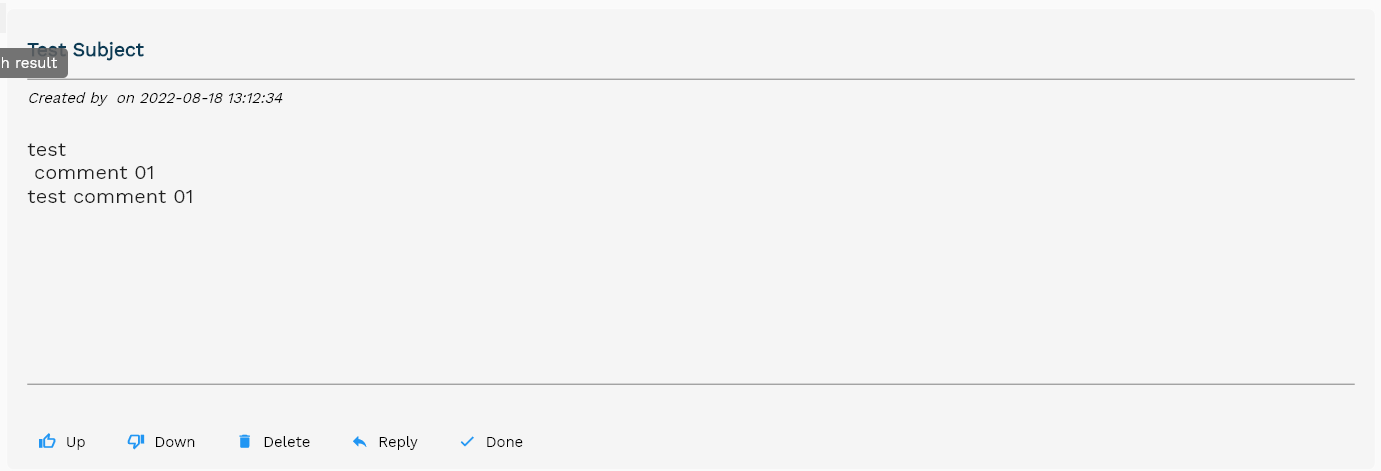 Test Subject
h result
Created by on 2022-08-18 13:12:34
test
comment 01
test comment 01
Up Down Delete Reply Done